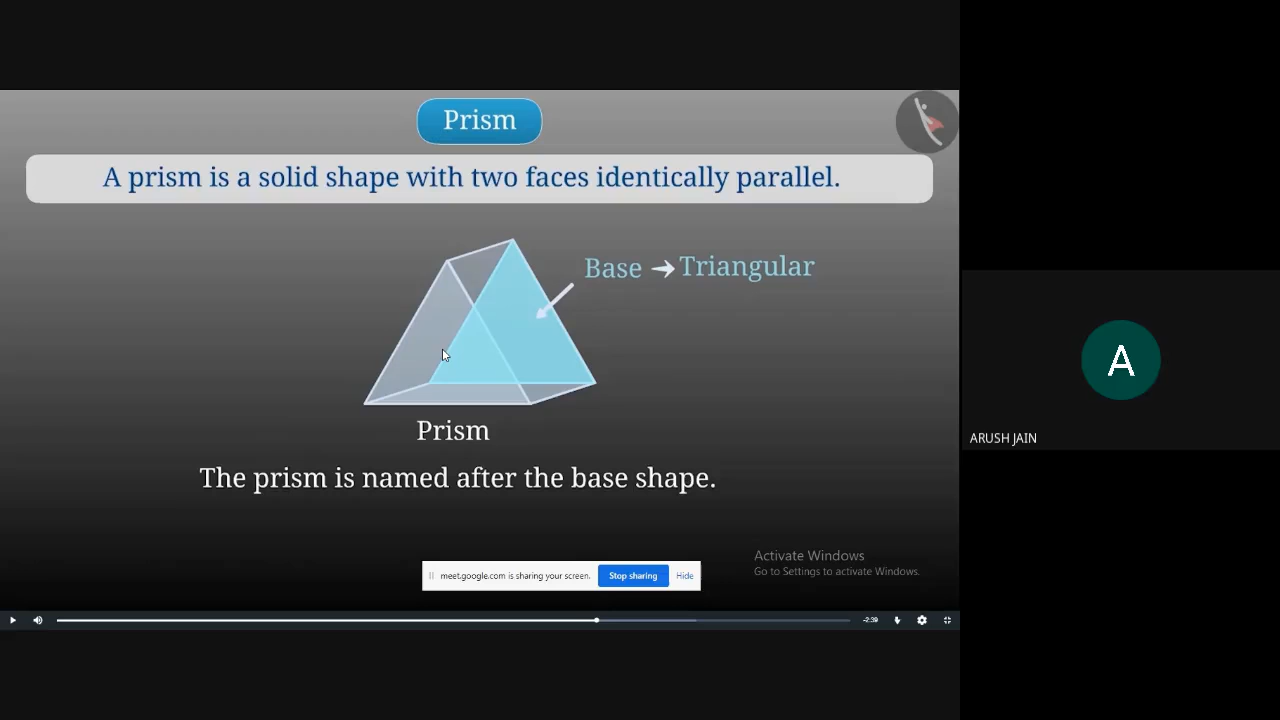 Prism
A prism is a solid shape with two faces identically parallel.
Base → Triangular
Prism
The prism is named after the base shape.
Activate Windows
Go to Settings to activate Windows.
meet.google.com is sharing your screen. Stop sharing Hide
-2:39
A
ARUSH JAIN